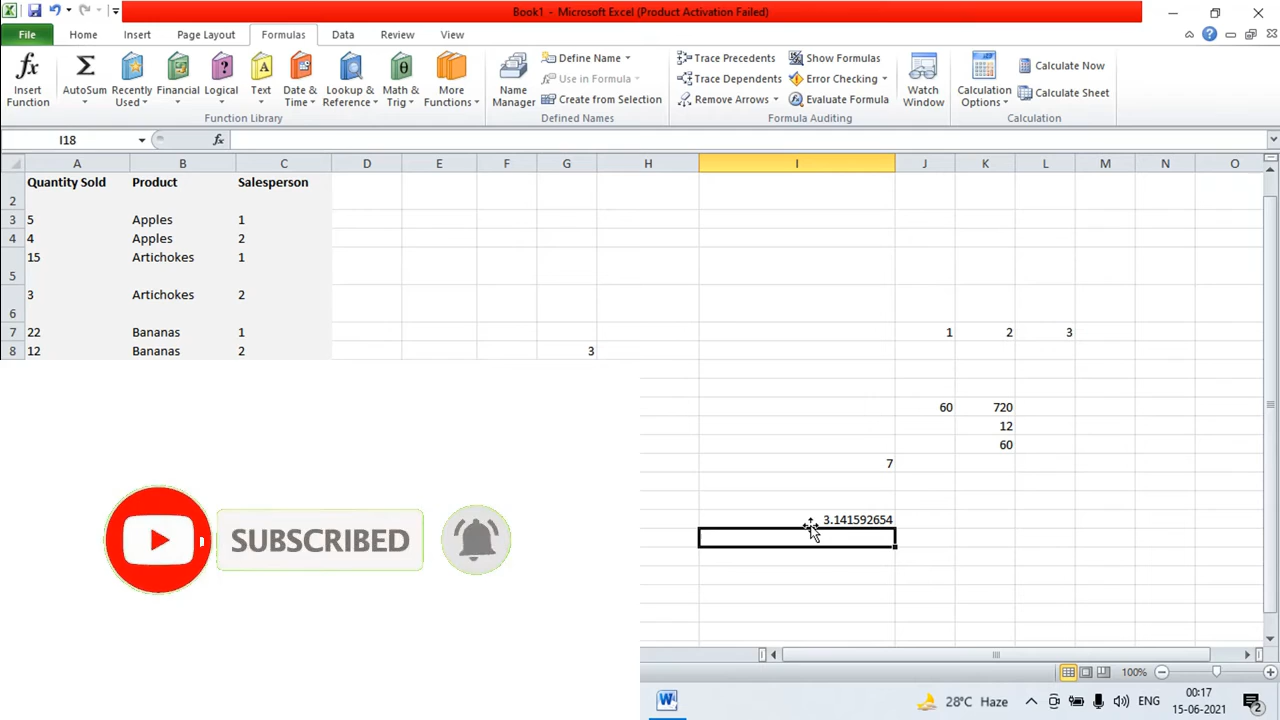 Book1 - Microsoft Excel (Product Activation Failed)
File Home Insert Page Layout Formulas Data Review View
fx Insert Function
Σ AutoSum
Recently Used
Financial
Logical
A Text
Date & Time
Lookup & Reference
θ Math & Trig
More Functions
Function Library
Name Manager
Define Name
Use in Formula
Create from Selection
Defined Names
Trace Precedents
Trace Dependents
Remove Arrows
Show Formulas
Error Checking
Evaluate Formula
Formula Auditing
Watch Window
Calculation Options
Calculate Now
Calculate Sheet
Calculation
I18 fx
A B C D E F G H I J K L M N O
Quantity Sold Product Salesperson
2
3 5 Apples 1
4 4 Apples 2
15 Artichokes 1
5
3 Artichokes 2
6
7 22 Bananas 1 1 2 3
8 12 Bananas 2 3
60 720
12
60
7
3.141592654
SUBSCRIBED
100%
W 28°C Haze ENG 00:17
15-06-2021 2